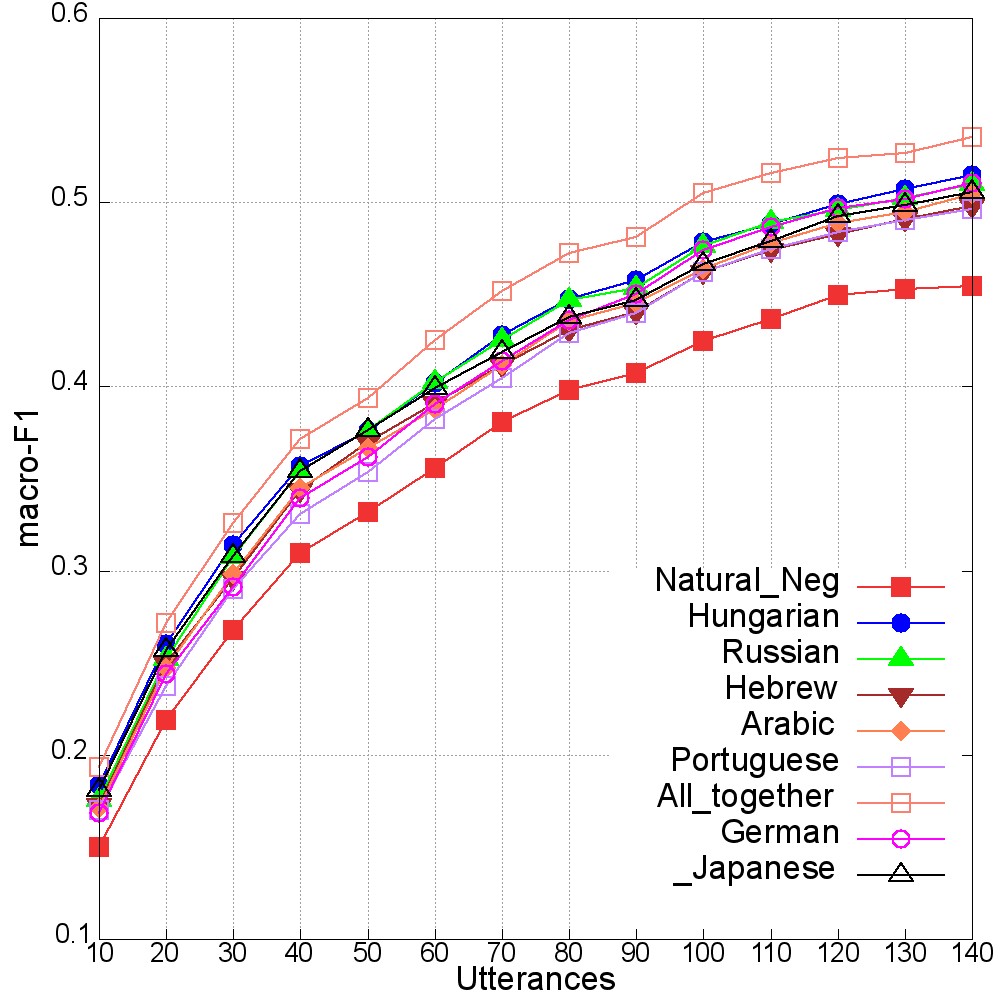 0.6
0.5
0.4
0.3
0.2
0.1
macro-F1
Natural_Neg
Hungarian
Russian
Hebrew
Arabic
Portuguese
All_together
German
_Japanese
10 20 30 40 50 60 70 80 90 100 110 120 130 140
Utterances